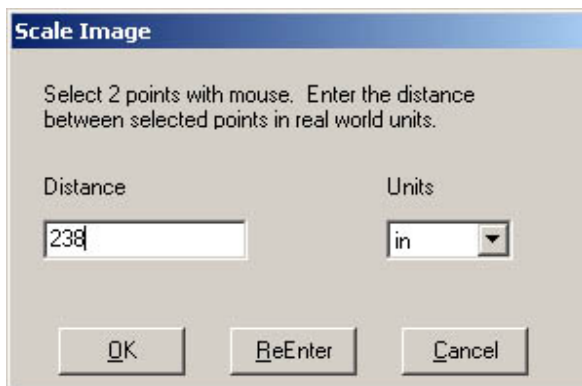 Scale Image
Select 2 points with mouse. Enter the distance
between selected points in real world units.
Distance Units
238 in
OK ReEnter Cancel